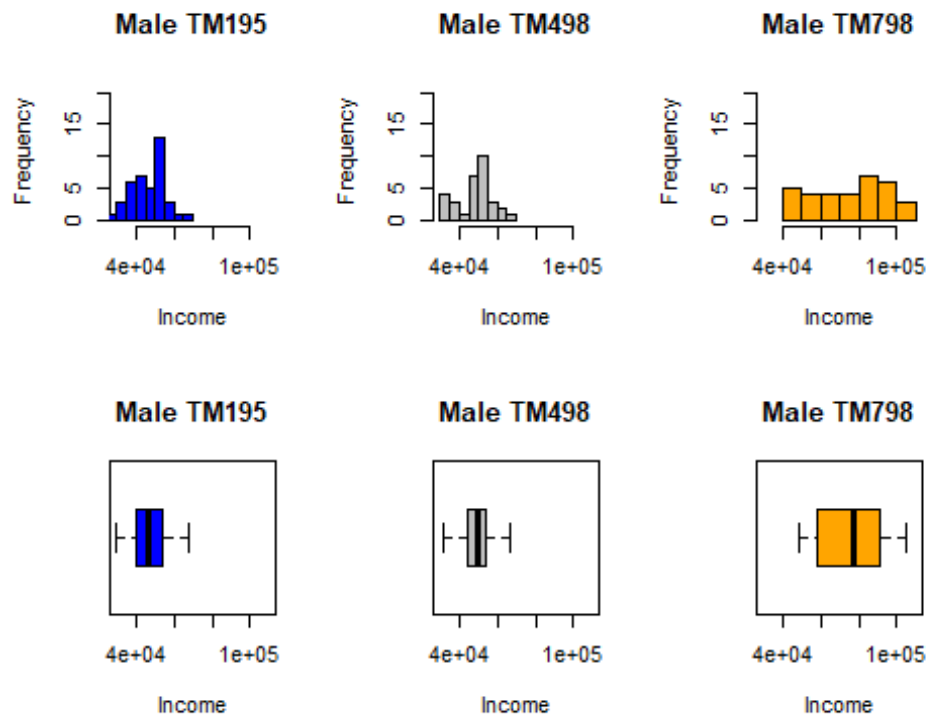 Male TM195 Male TM498 Male TM798
Frequency Frequency Frequency
15 15 15
5 5 5
0 0 0
4e+04 1e+05 4e+04 1e+05 4e+04 1e+05
Income Income Income
Male TM195 Male TM498 Male TM798
4e+04 1e+05 4e+04 1e+05 4e+04 1e+05
Income Income Income